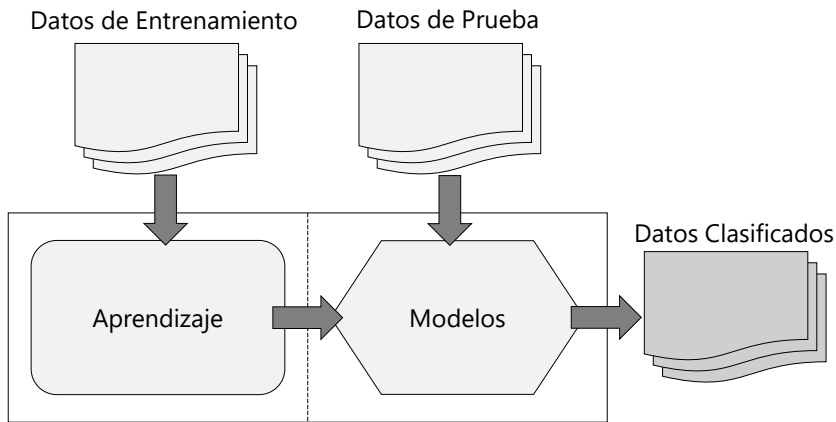 Datos de Entrenamiento
Datos de Prueba
Datos Clasificados
Aprendizaje
Modelos